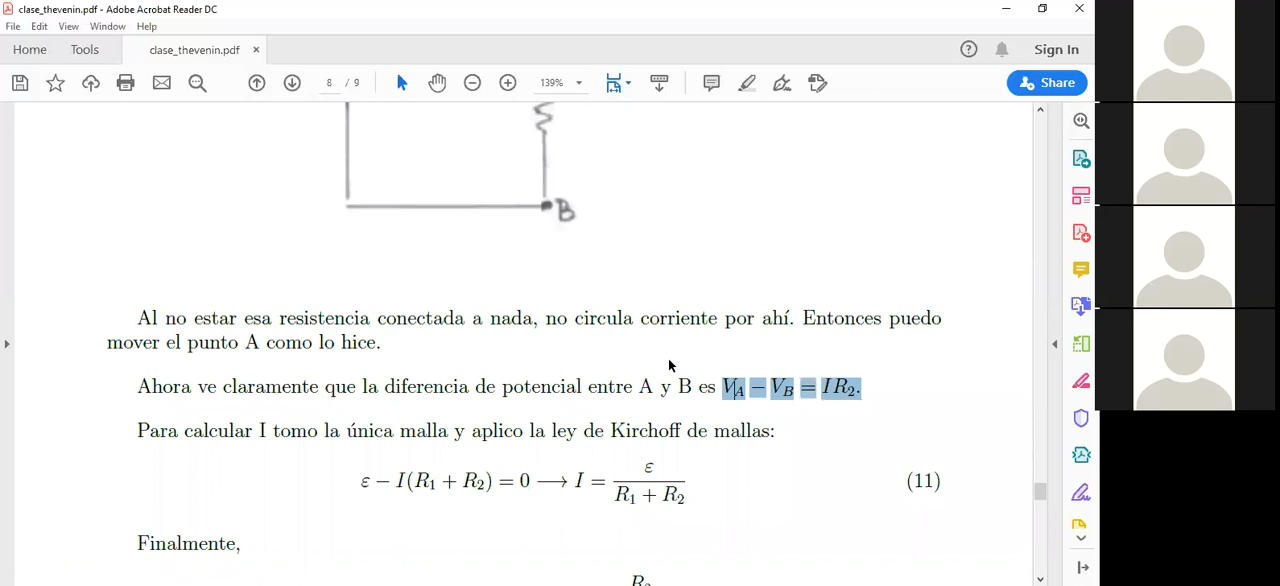 clase_thevenin.pdf - Adobe Acrobat Reader DC
File Edit View Window Help
Home Tools clase_thevenin.pdf × Sign In
8 / 9 139% Share
B
Al no estar esa resistencia conectada a nada, no circula corriente por ahí. Entonces puedo
mover el punto A como lo hice.
Ahora ve claramente que la diferencia de potencial entre A y B es V_A − V_B = IR_2.
Para calcular I tomo la única malla y aplico la ley de Kirchoff de mallas:
ε − I(R_1 + R_2) = 0 ⟶ I = ε / (R_1 + R_2) (11)
Finalmente,